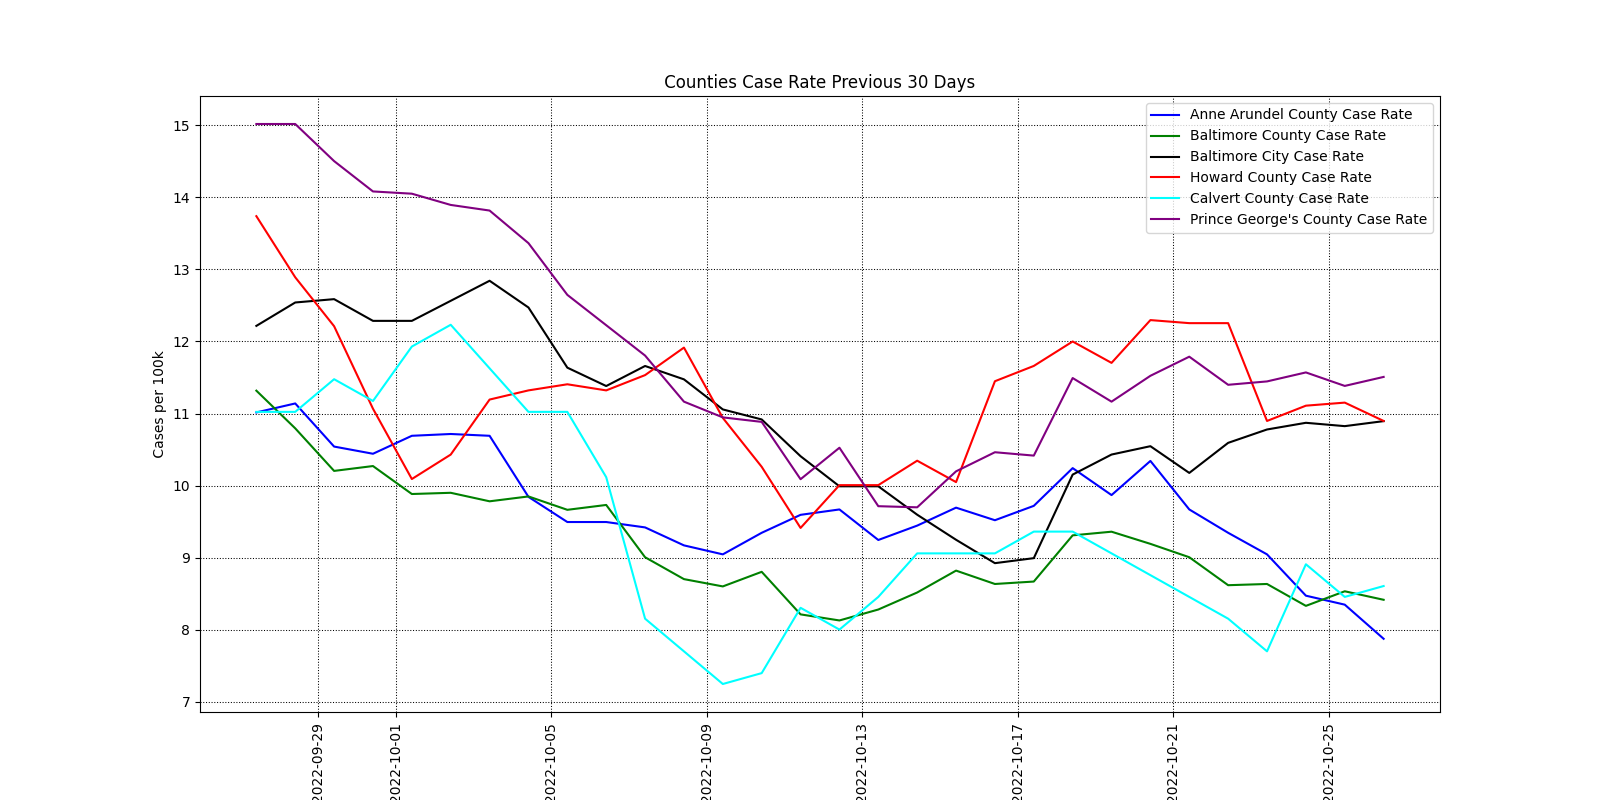 Counties Case Rate Previous 30 Days
Anne Arundel County Case Rate
Baltimore County Case Rate
Baltimore City Case Rate
Howard County Case Rate
Calvert County Case Rate
Prince George's County Case Rate
Cases per 100k
15
14
13
12
11
10
9
8
7
2022-09-29
2022-10-01
2022-10-05
2022-10-09
2022-10-13
2022-10-17
2022-10-21
2022-10-25